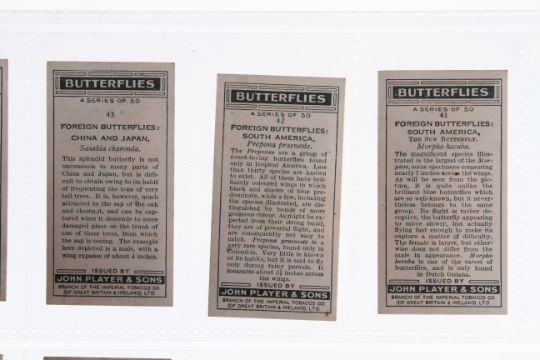 BUTTERFLIES
A SERIES OF 50
43
FOREIGN BUTTERFLIES:
CHINA AND JAPAN,
Sasakia charonda.
This splendid butterfly is not
uncommon in many parts of
China and Japan, but is diffi-
cult to obtain owing to its habit
of frequenting the tops of very
tall trees. It is, however, much
attracted to the sap of the oak
and chestnut, and can be cap-
tured when it descends to some
damaged place on the trunk of
one of these trees, from which
the sap is oozing. The example
here depicted is a male, with a
wing expanse of about 4 inches.
ISSUED BY
JOHN PLAYER & SONS
BRANCH OF THE IMPERIAL TOBACCO CO
(OF GREAT BRITAIN & IRELAND) LTD.
BUTTERFLIES
A SERIES OF 50
42
FOREIGN BUTTERFLIES:
SOUTH AMERICA,
Prepona praeneste.
The Preponas are a group of
forest-loving butterflies found
only in tropical America. Less
than thirty species are known
to exist. All of them have bril-
liantly coloured wings in which
black and shades of blue pre-
dominate, while a few, including
the species illustrated, are dis-
tinguished by bands of more
gorgeous colour. As might be ex-
pected from their strong build,
they are of powerful flight, and
are consequently not easy to
catch. Prepona praeneste is a
very rare species, found only in
Colombia. Very little is known
of its habits, but it is said to fly
only during rainy periods. It
measures about 3½ inches across
the wings.
ISSUED BY
JOHN PLAYER & SONS
BRANCH OF THE IMPERIAL TOBACCO CO
(OF GREAT BRITAIN & IRELAND) LTD.
BUTTERFLIES
A SERIES OF 50
41
FOREIGN BUTTERFLIES:
SOUTH AMERICA,
THE SUN BUTTERFLY.
Morpho hecuba.
The magnificent species illus-
trated is the largest of the Mor-
phos, some specimens measuring
nearly 7 inches across the wings.
As will be seen from the pic-
ture, it is quite unlike the
brilliant blue butterflies which
are so well-known, but it never-
theless belongs to the same
group. Its flight is rather de-
ceptive, the butterfly appearing
to move slowly, but actually
flying fast enough to make its
capture a matter of difficulty.
The female is larger, but other-
wise does not differ from the
male in appearance. Morpho
hecuba is one of the rarest of
butterflies, and is only found
in Dutch Guiana.
ISSUED BY
JOHN PLAYER & SONS
BRANCH OF THE IMPERIAL TOBACCO CO
(OF GREAT BRITAIN & IRELAND) LTD.